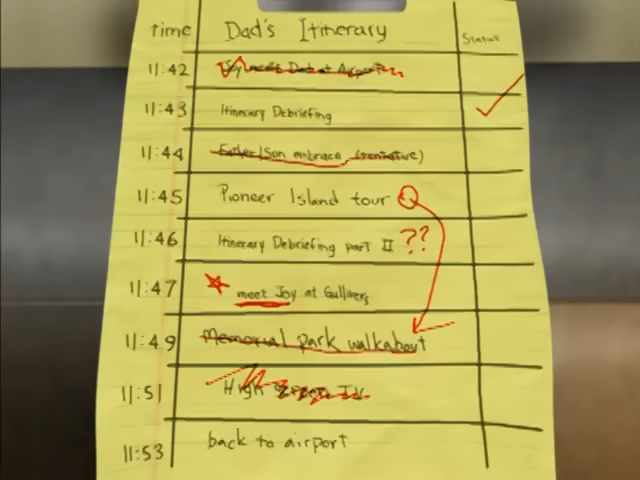 time Dad's Itinerary Status
11:42 Joy meets Dad at Airport
11:43 Itinerary Debriefing
11:44 Father/Son embrace (tentative)
11:45 Pioneer Island tour
11:46 Itinerary Debriefing part II ??
11:47 meet Joy at Gullivers
11:49 Memorial park walkabout
11:51 High
11:53 back to airport